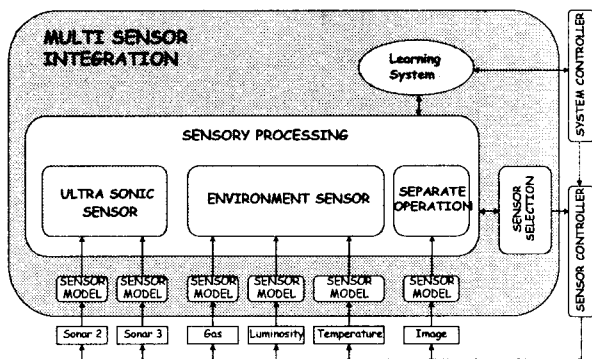 MULTI SENSOR
INTEGRATION
Learning
System
SYSTEM CONTROLLER
SENSORY PROCESSING
ULTRA SONIC
SENSOR
ENVIRONMENT SENSOR
SEPARATE
OPERATION
SENSOR
SELECTION
SENSOR CONTROLLER
SENSOR
MODEL
SENSOR
MODEL
SENSOR
MODEL
SENSOR
MODEL
SENSOR
MODEL
SENSOR
MODEL
Sonar 2
Sonar 3
Gas
Luminosity
Temperature
Image